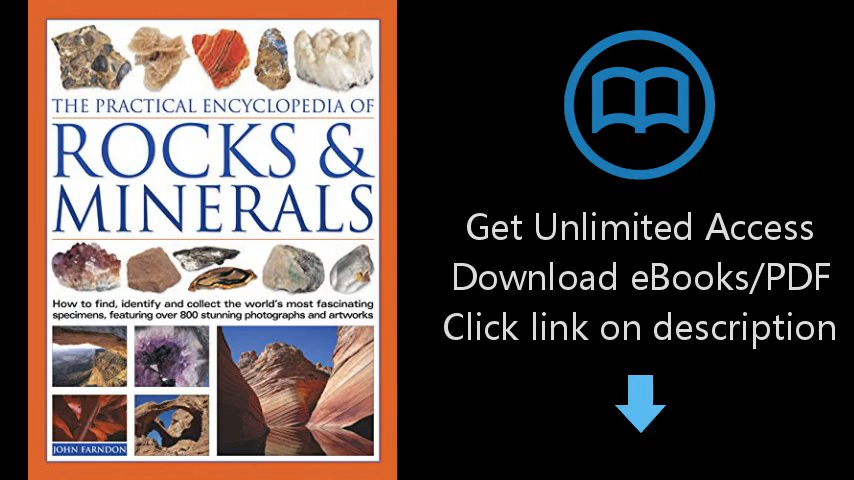 THE PRACTICAL ENCYCLOPEDIA OF
ROCKS &
MINERALS
How to find, identify and collect the world's most fascinating
specimens, featuring over 800 stunning photographs and artworks
JOHN FARNDON
Get Unlimited Access
Download eBooks/PDF
Click link on description